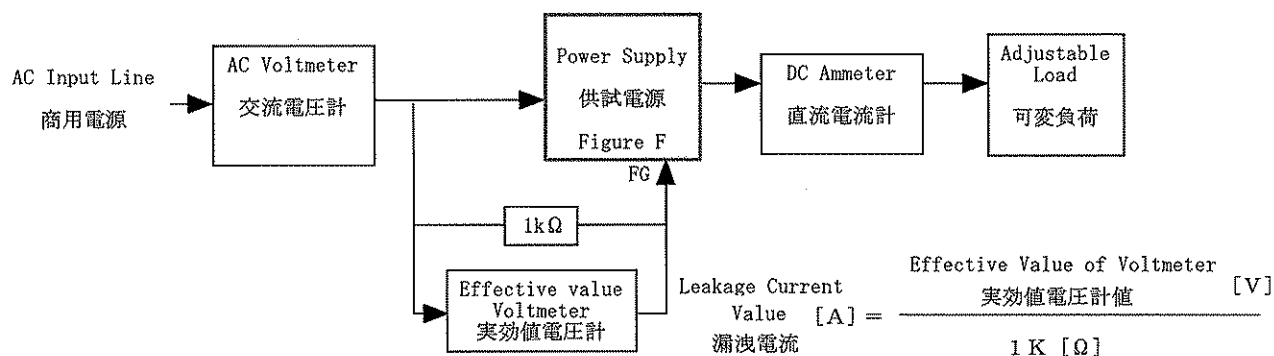 AC Input Line
商用電源
AC Voltmeter
交流電圧計
Power Supply
供試電源
Figure F
FG
DC Ammeter
直流電流計
Adjustable
Load
可変負荷
1kΩ
Effective value
Voltmeter
実効値電圧計
Leakage Current
Value [A] =
漏洩電流
Effective Value of Voltmeter
実効値電圧計値 [V]
1K [Ω]